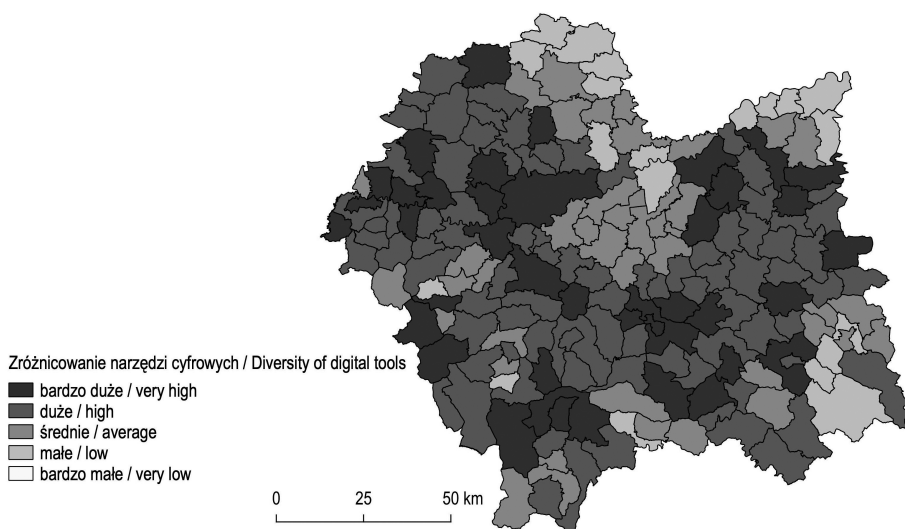 Zróżnicowanie narzędzi cyfrowych / Diversity of digital tools
bardzo duże / very high
duże / high
średnie / average
małe / low
bardzo małe / very low
0 25 50 km